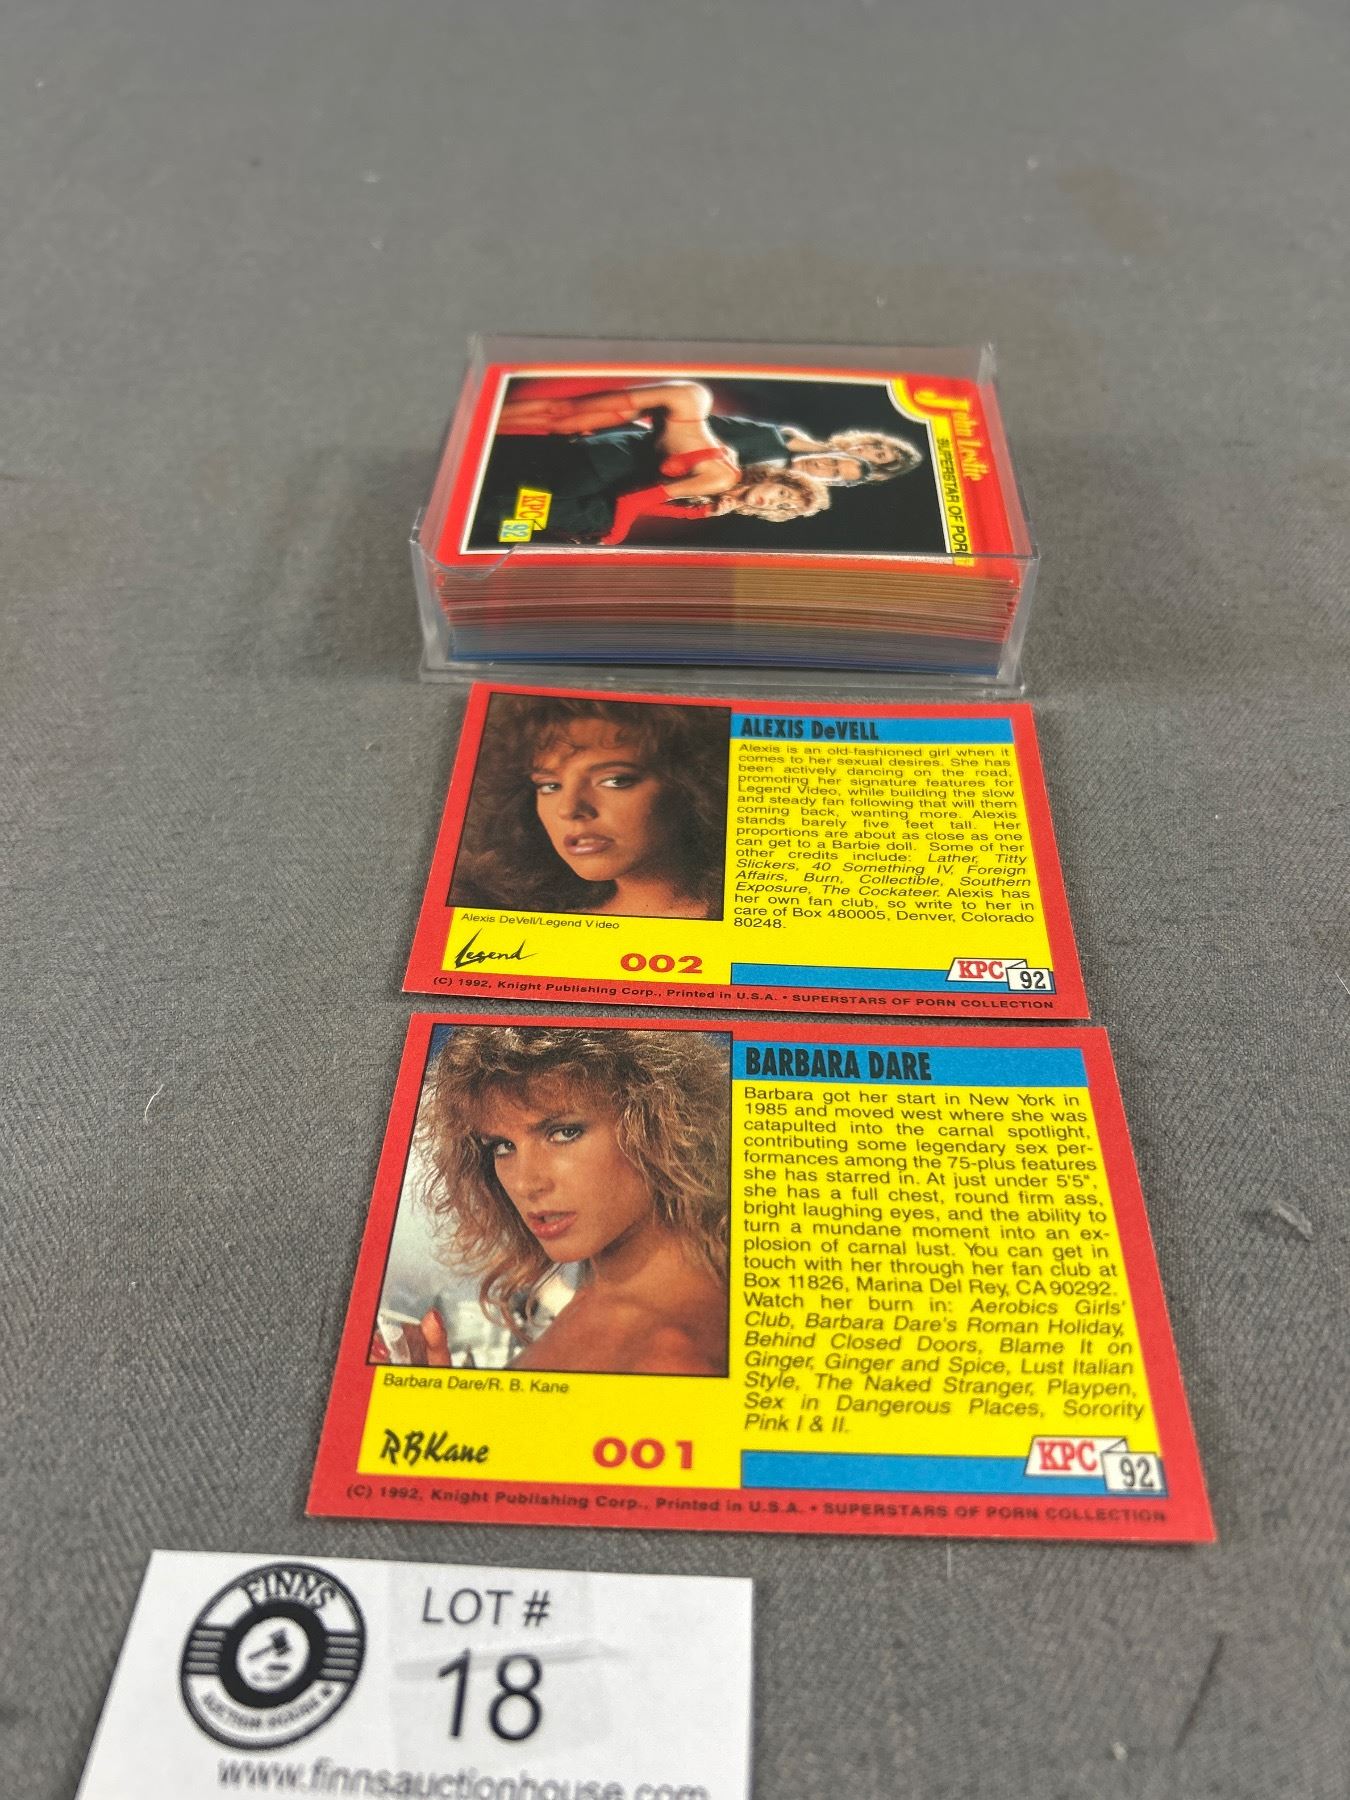 John Leslie
SUPERSTAR OF PORN
KPC 92
ALEXIS DeVELL
Alexis is an old-fashioned girl when it
comes to her sexual desires. She has
been actively dancing on the road,
promoting her signature features for
Legend Video, while building the slow
and steady fan following that will them
coming back, wanting more. Alexis
stands barely five feet tall. Her
proportions are about as close as one
can get to a Barbie doll. Some of her
other credits include: Lather, Titty
Slickers, 40 Something IV, Foreign
Affairs, Burn, Collectible, Southern
Exposure, The Cockateer. Alexis has
her own fan club, so write to her in
care of Box 480005, Denver, Colorado
80248.
Alexis DeVell/Legend Video
Legend
002
KPC 92
(C) 1992, Knight Publishing Corp., Printed in U.S.A. • SUPERSTARS OF PORN COLLECTION
BARBARA DARE
Barbara got her start in New York in
1985 and moved west where she was
catapulted into the carnal spotlight,
contributing some legendary sex per-
formances among the 75-plus features
she has starred in. At just under 5'5",
she has a full chest, round firm ass,
bright laughing eyes, and the ability to
turn a mundane moment into an ex-
plosion of carnal lust. You can get in
touch with her through her fan club at
Box 11826, Marina Del Rey, CA 90292.
Watch her burn in: Aerobics Girls'
Club, Barbara Dare's Roman Holiday,
Behind Closed Doors, Blame It on
Ginger, Ginger and Spice, Lust Italian
Style, The Naked Stranger, Playpen,
Sex in Dangerous Places, Sorority
Pink I & II.
Barbara Dare/R. B. Kane
RBKane
001
KPC 92
(C) 1992, Knight Publishing Corp., Printed in U.S.A. • SUPERSTARS OF PORN COLLECTION
FINNS
AUCTION HOUSE
LOT #
18
www.finnsauctionhouse.com